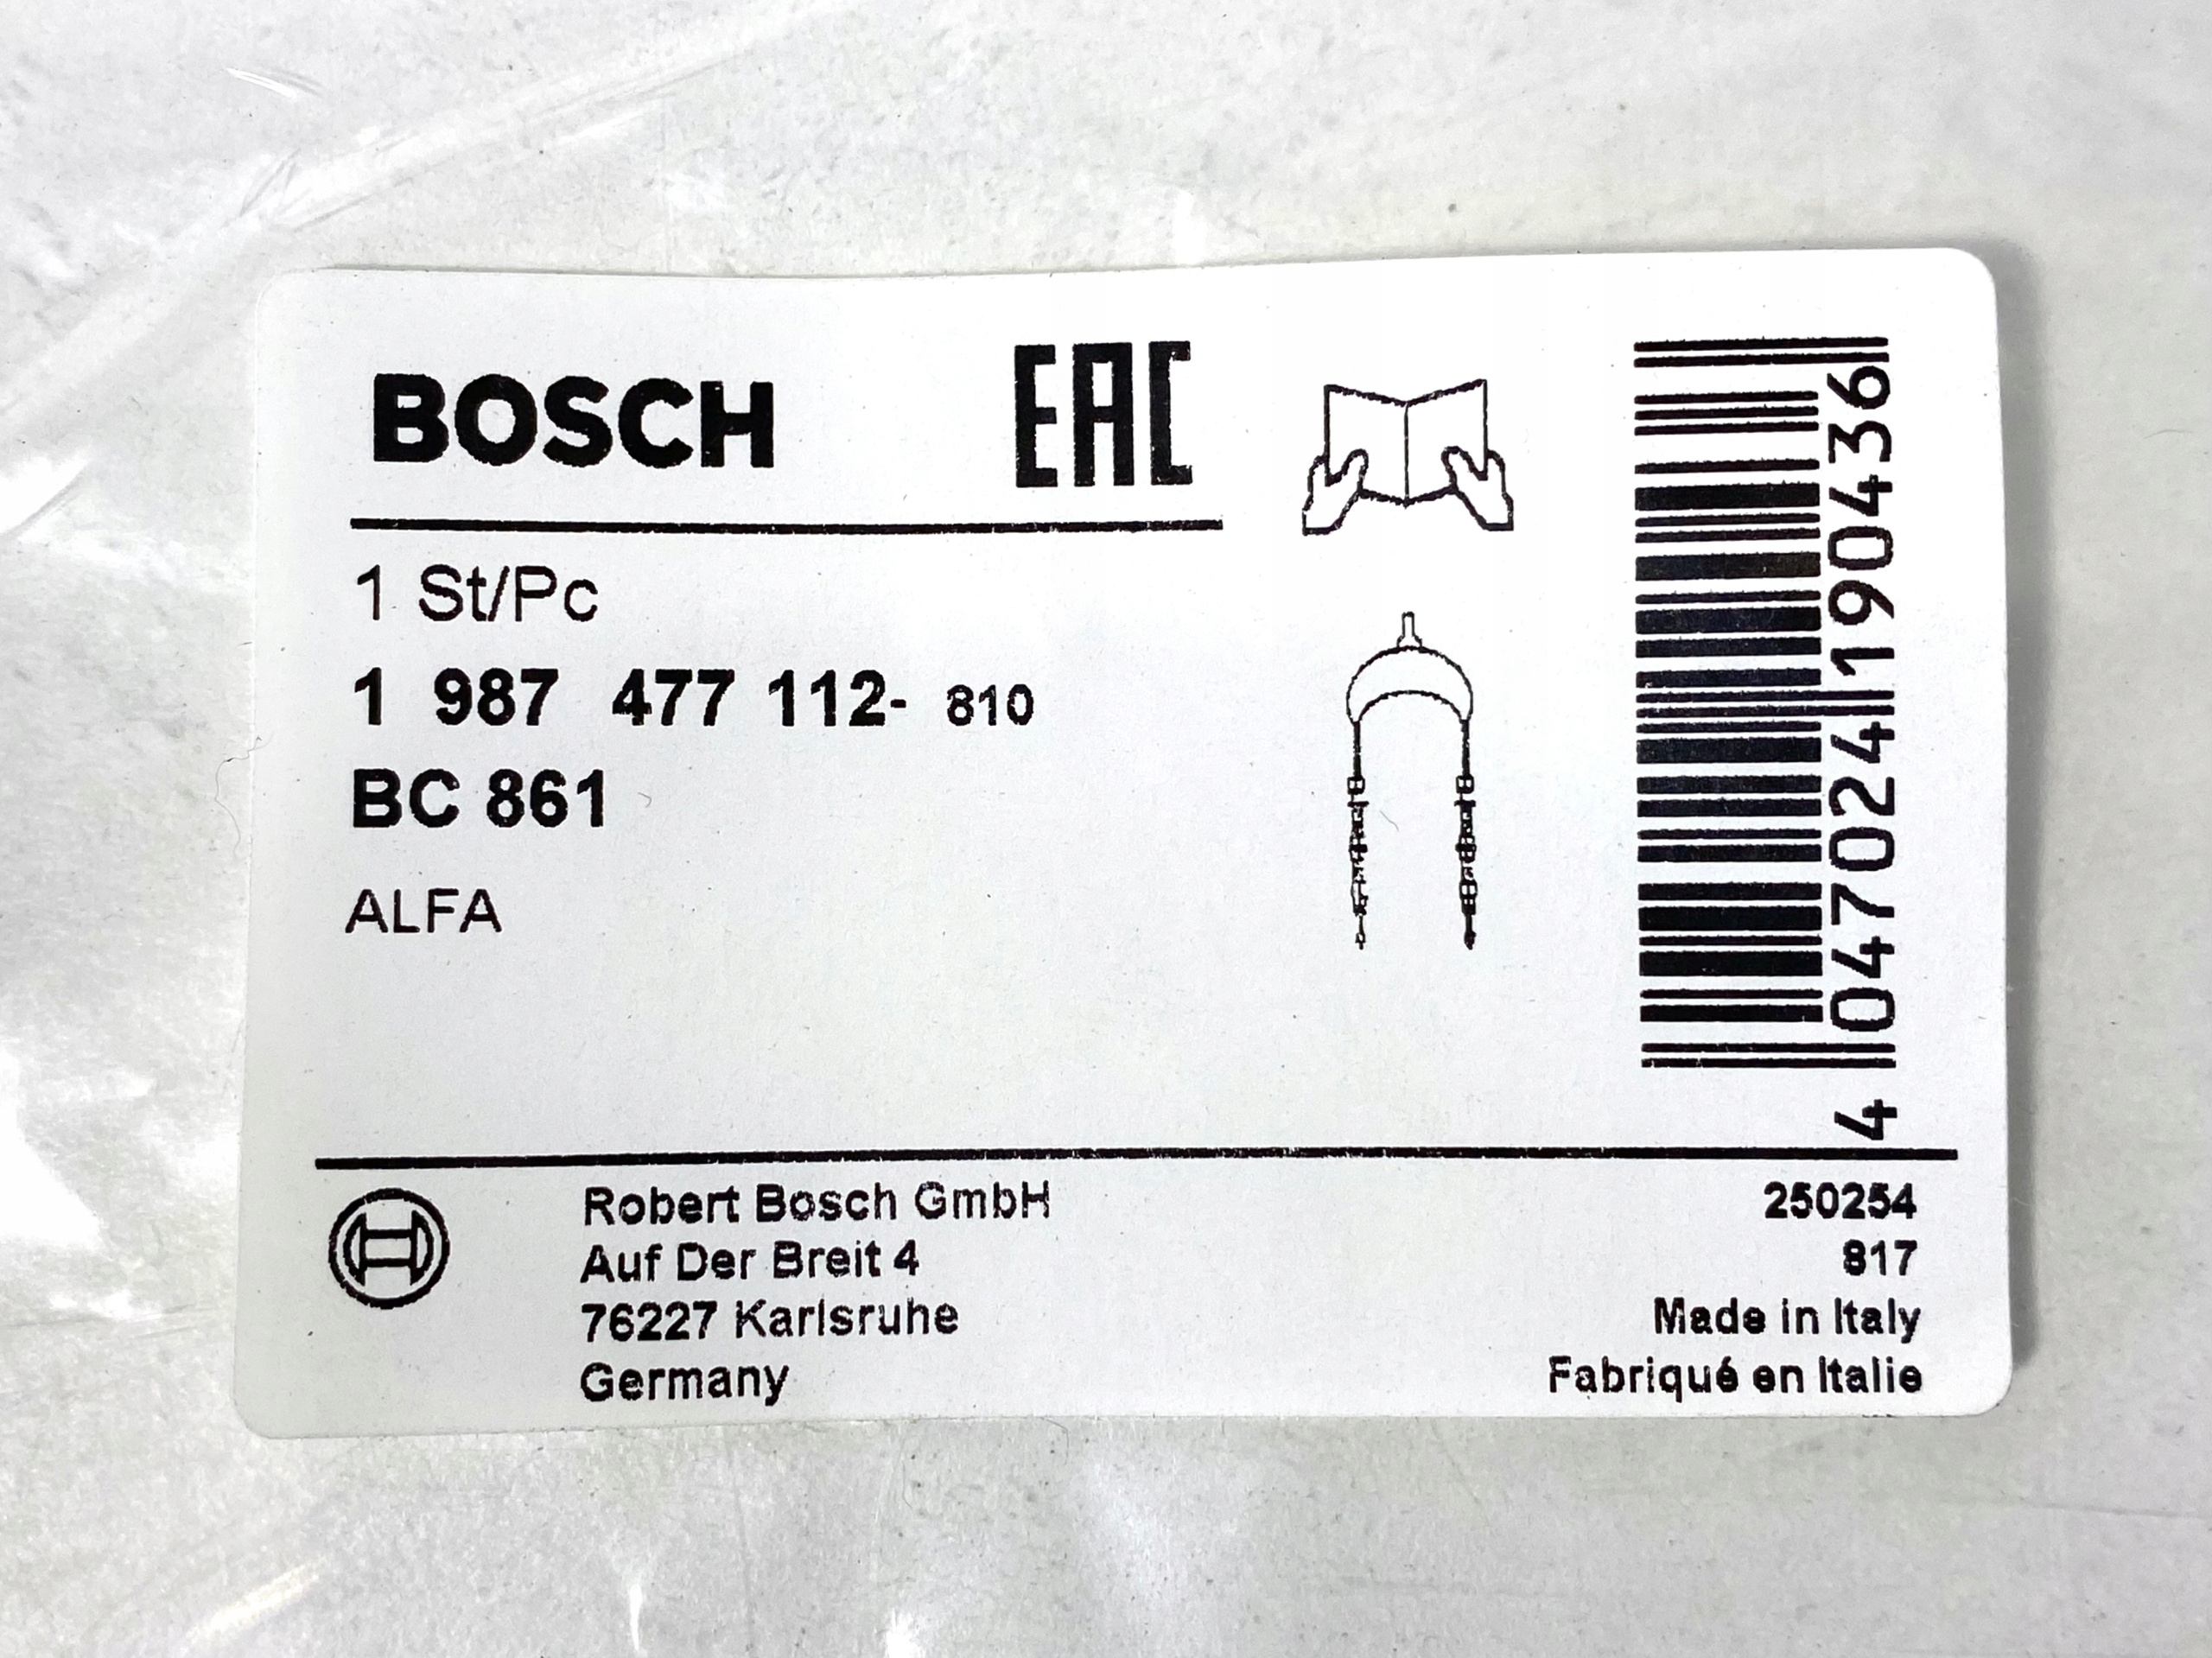 BOSCH EAC
1 St/Pc
1 987 477 112- 810
BC 861
ALFA
4 047024 190436
Robert Bosch GmbH
Auf Der Breit 4
76227 Karlsruhe
Germany
250254
817
Made in Italy
Fabriqué en Italie